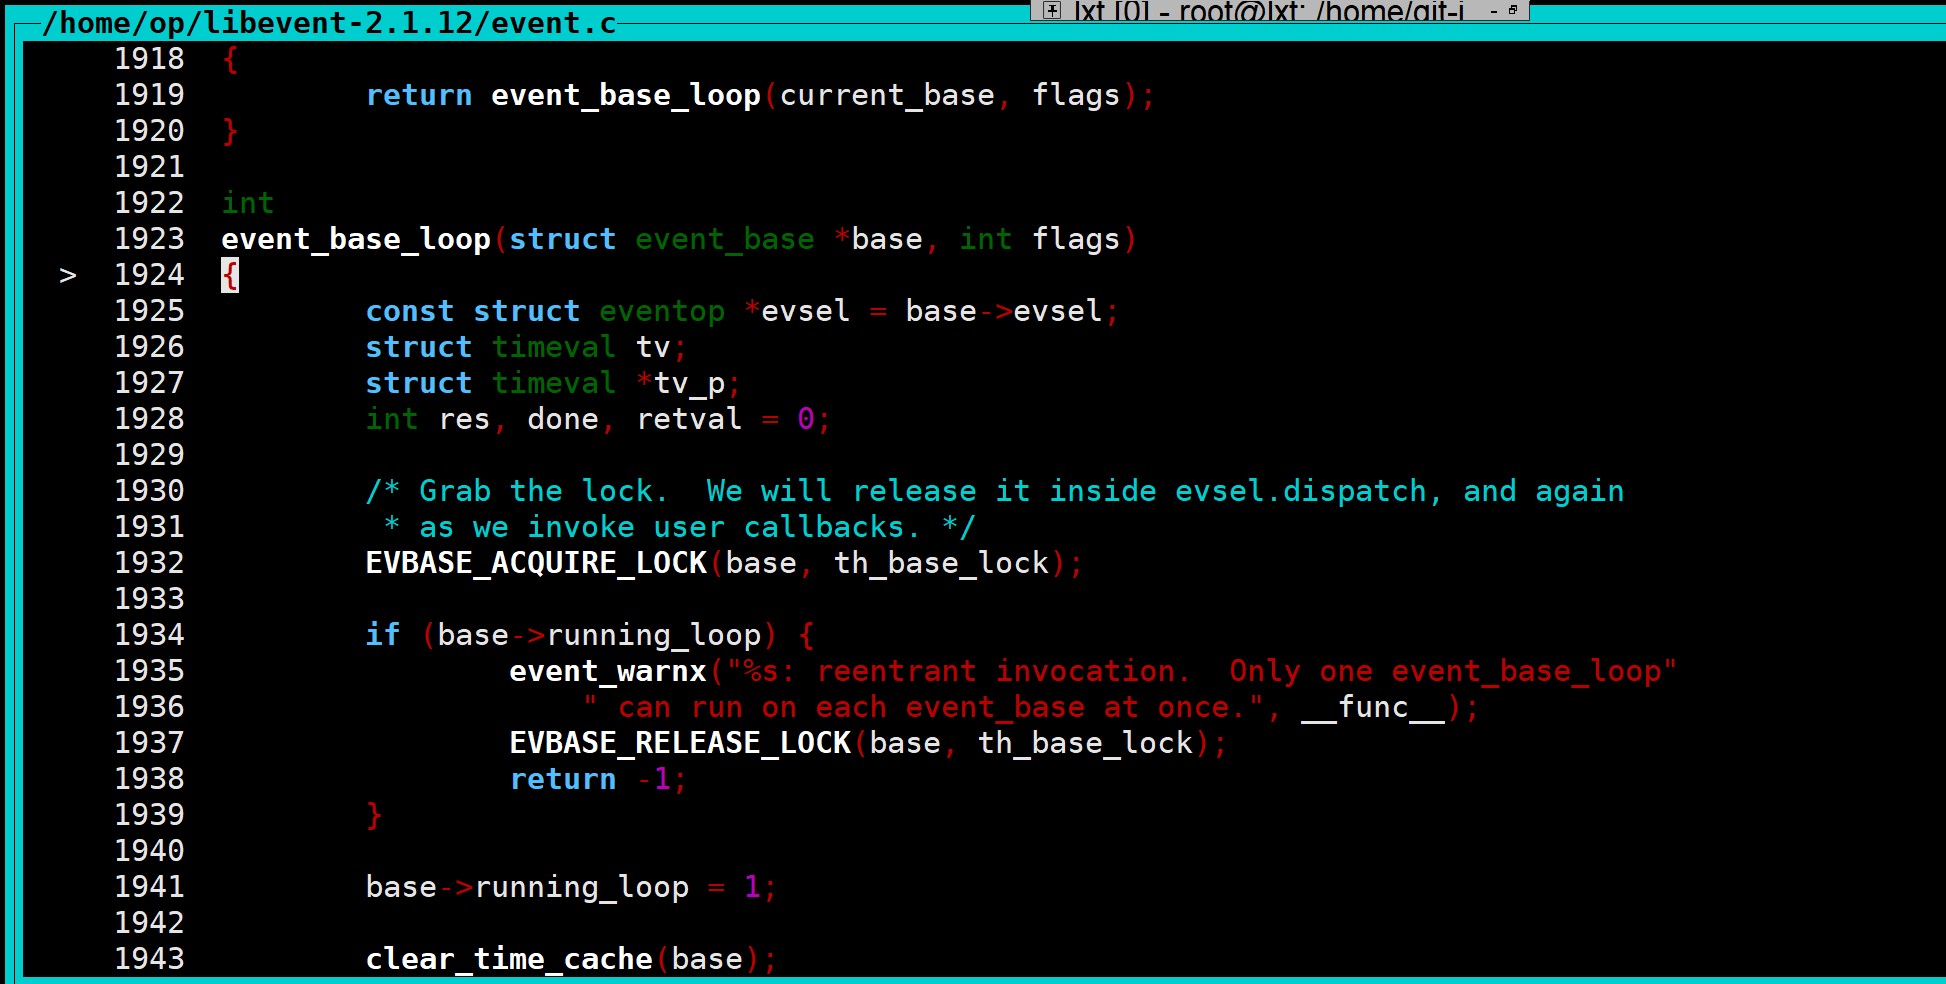 /home/op/libevent-2.1.12/event.c
lxt [0] - root@lxt: /home/git-i
1918 {
1919 return event_base_loop(current_base, flags);
1920 }
1921
1922 int
1923 event_base_loop(struct event_base *base, int flags)
> 1924 {
1925 const struct eventop *evsel = base->evsel;
1926 struct timeval tv;
1927 struct timeval *tv_p;
1928 int res, done, retval = 0;
1929
1930 /* Grab the lock.  We will release it inside evsel.dispatch, and again
1931 * as we invoke user callbacks. */
1932 EVBASE_ACQUIRE_LOCK(base, th_base_lock);
1933
1934 if (base->running_loop) {
1935 event_warnx("%s: reentrant invocation.  Only one event_base_loop"
1936 " can run on each event_base at once.", __func__);
1937 EVBASE_RELEASE_LOCK(base, th_base_lock);
1938 return -1;
1939 }
1940
1941 base->running_loop = 1;
1942
1943 clear_time_cache(base);